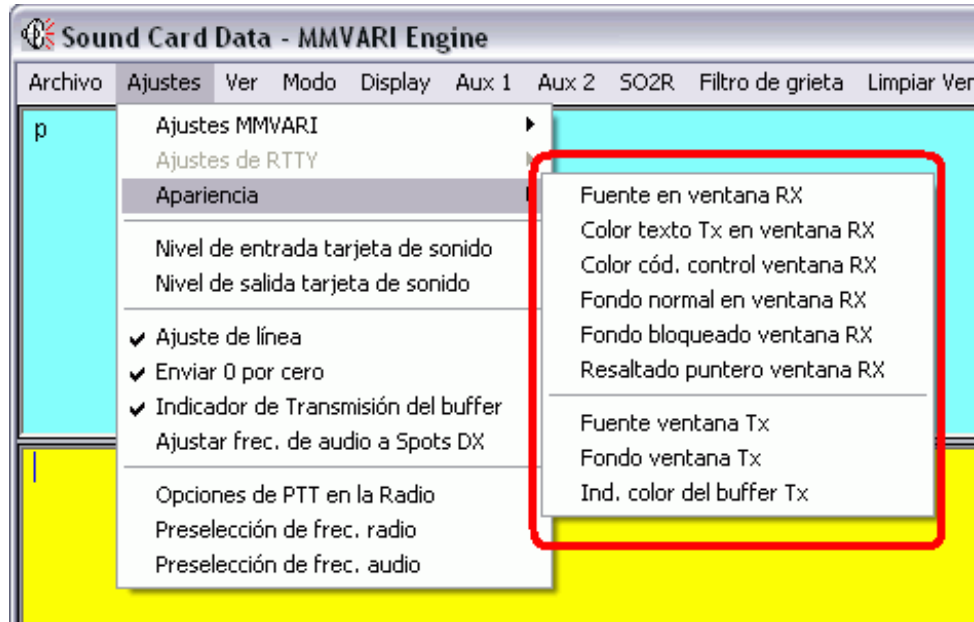 Sound Card Data - MMVARI Engine
Archivo Ajustes Ver Modo Display Aux 1 Aux 2 SO2R Filtro de grieta Limpiar Ver
p
Ajustes MMVARI
Ajustes de RTTY
Apariencia
Nivel de entrada tarjeta de sonido
Nivel de salida tarjeta de sonido
Ajuste de línea
Enviar 0 por cero
Indicador de Transmisión del buffer
Ajustar frec. de audio a Spots DX
Opciones de PTT en la Radio
Preselección de frec. radio
Preselección de frec. audio
Fuente en ventana RX
Color texto Tx en ventana RX
Color cód. control ventana RX
Fondo normal en ventana RX
Fondo bloqueado ventana RX
Resaltado puntero ventana RX
Fuente ventana Tx
Fondo ventana Tx
Ind. color del buffer Tx